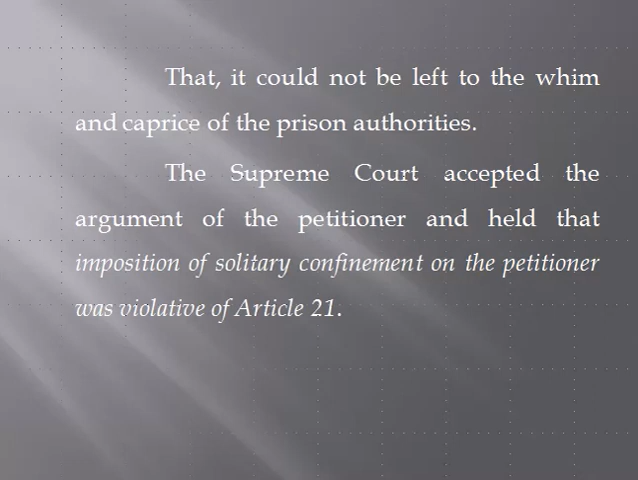 That, it could not be left to the whim
and caprice of the prison authorities.
The Supreme Court accepted the
argument of the petitioner and held that
imposition of solitary confinement on the petitioner
was violative of Article 21.